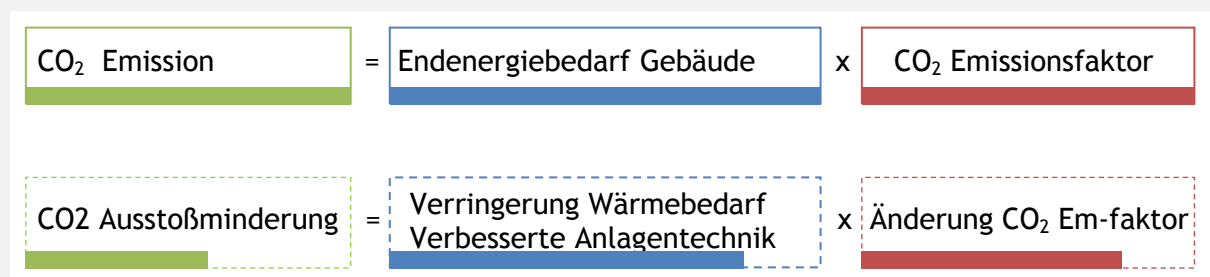 CO₂ Emission = Endenergiebedarf Gebäude x CO₂ Emissionsfaktor
CO2 Ausstoßminderung = Verringerung Wärmebedarf
Verbesserte Anlagentechnik x Änderung CO₂ Em-faktor